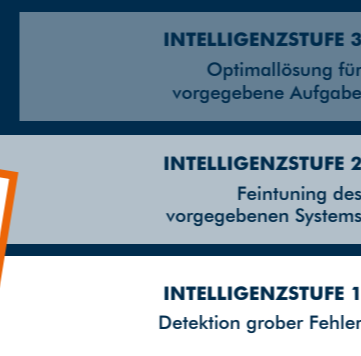 INTELLIGENZSTUFE 3
Optimallösung für
vorgegebene Aufgabe
INTELLIGENZSTUFE 2
Feintuning des
vorgegebenen Systems
INTELLIGENZSTUFE 1
Detektion grober Fehler